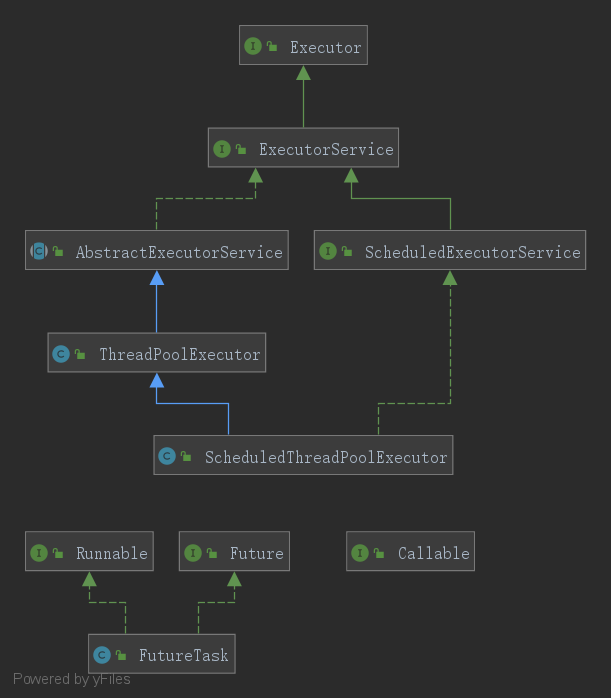 I Executor
I ExecutorService
C AbstractExecutorService
I ScheduledExecutorService
C ThreadPoolExecutor
C ScheduledThreadPoolExecutor
I Runnable
I Future
I Callable
C FutureTask
Powered by yFiles